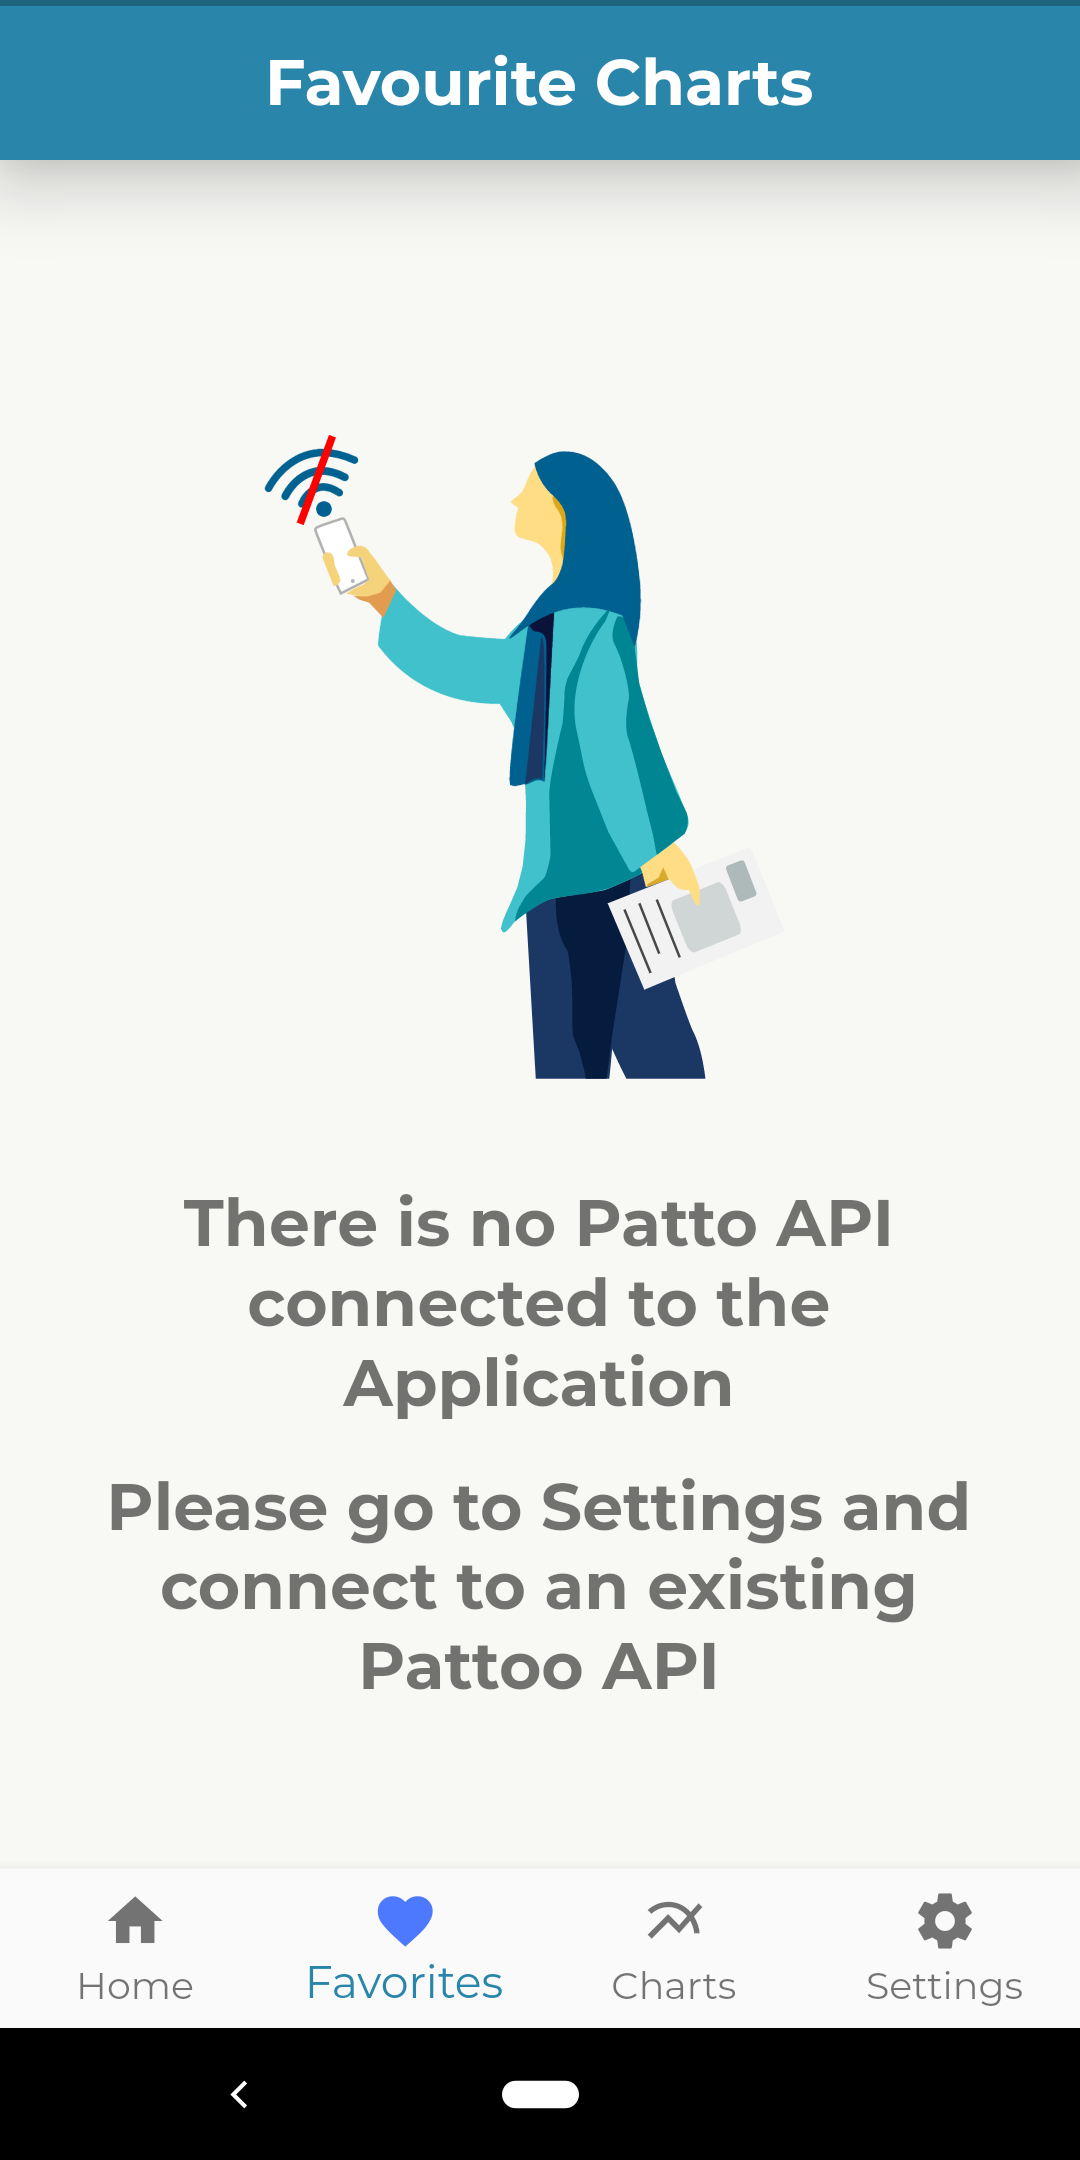 Favourite Charts
There is no Patto API
connected to the
Application
Please go to Settings and
connect to an existing
Pattoo API
Home
Favorites
Charts
Settings